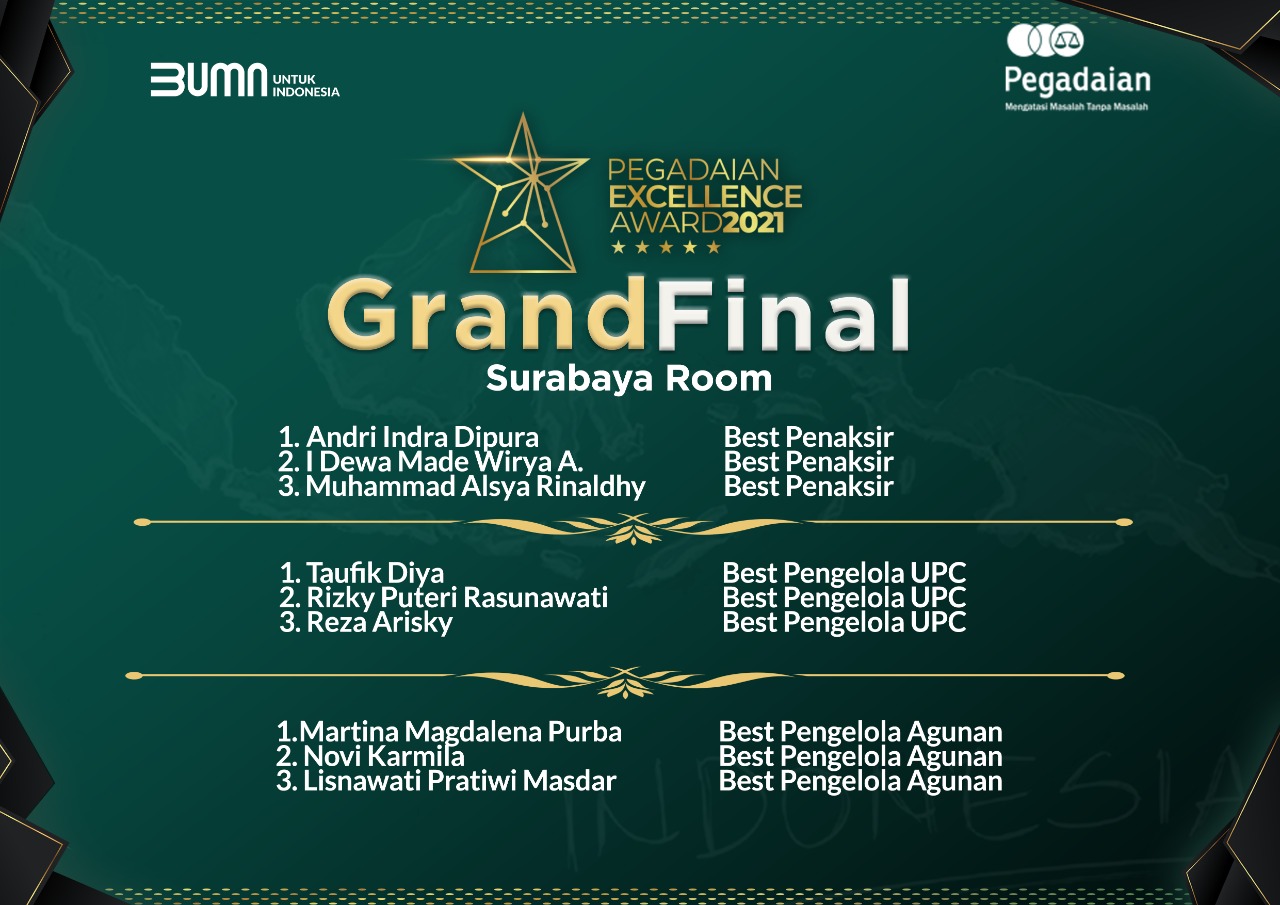 BUMN UNTUK INDONESIA
Pegadaian
Mengatasi Masalah Tanpa Masalah
PEGADAIAN
EXCELLENCE
AWARD2021
GrandFinal
Surabaya Room
1. Andri Indra Dipura Best Penaksir
2. I Dewa Made Wirya A. Best Penaksir
3. Muhammad Alsya Rinaldhy Best Penaksir
1. Taufik Diya Best Pengelola UPC
2. Rizky Puteri Rasunawati Best Pengelola UPC
3. Reza Arisky Best Pengelola UPC
1.Martina Magdalena Purba Best Pengelola Agunan
2. Novi Karmila Best Pengelola Agunan
3. Lisnawati Pratiwi Masdar Best Pengelola Agunan
INDONESIA